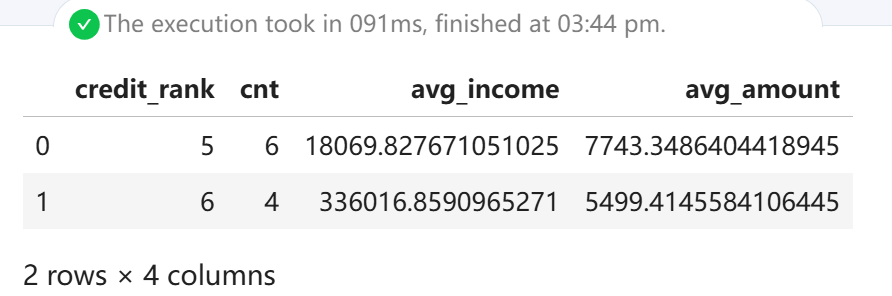 The execution took in 091ms, finished at 03:44 pm.
credit_rank cnt avg_income avg_amount
0 5 6 18069.827671051025 7743.3486404418945
1 6 4 336016.8590965271 5499.4145584106445
2 rows × 4 columns